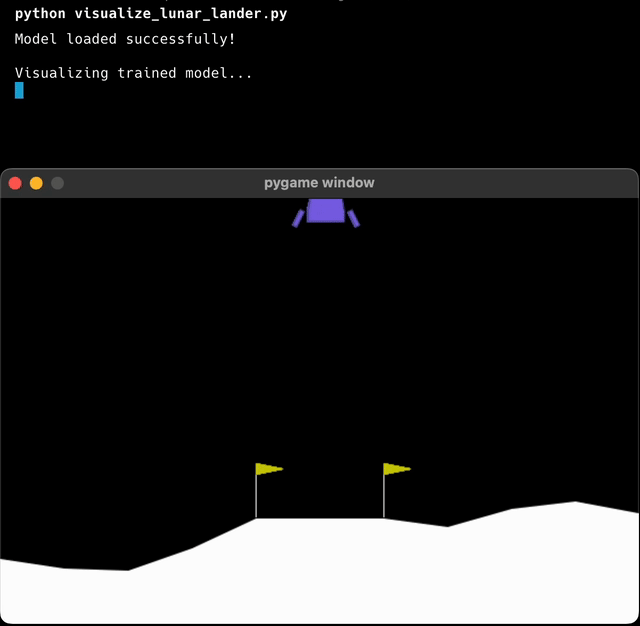 python visualize_lunar_lander.py
Model loaded successfully!
Visualizing trained model...
pygame window